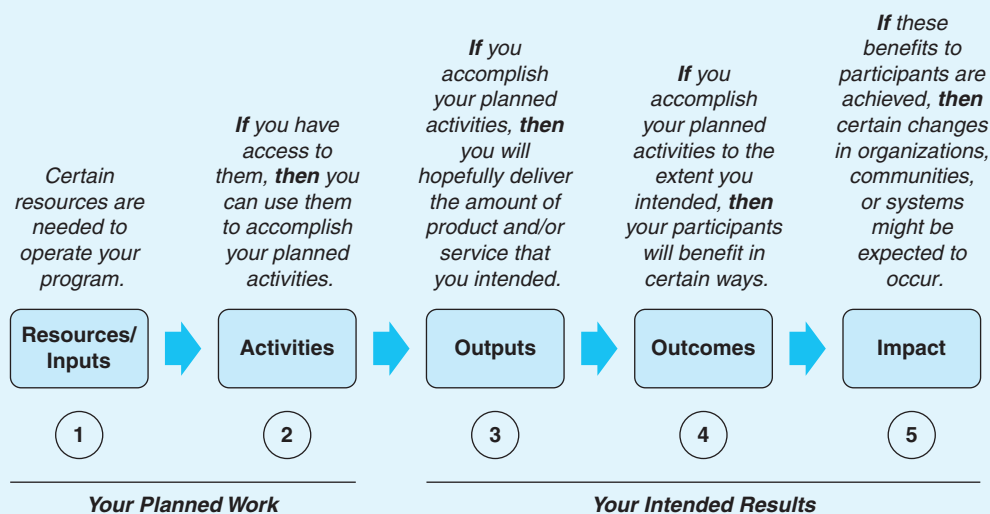 Certain
resources are
needed to
operate your
program.
If you have
access to
them, then you
can use them
to accomplish
your planned
activities.
If you
accomplish
your planned
activities, then
you will
hopefully deliver
the amount of
product and/or
service that
you intended.
If you
accomplish
your planned
activities to the
extent you
intended, then
your participants
will benefit in
certain ways.
If these
benefits to
participants are
achieved, then
certain changes
in organizations,
communities,
or systems
might be
expected to
occur.
Resources/
Inputs
Activities
Outputs
Outcomes
Impact
1
2
3
4
5
Your Planned Work
Your Intended Results